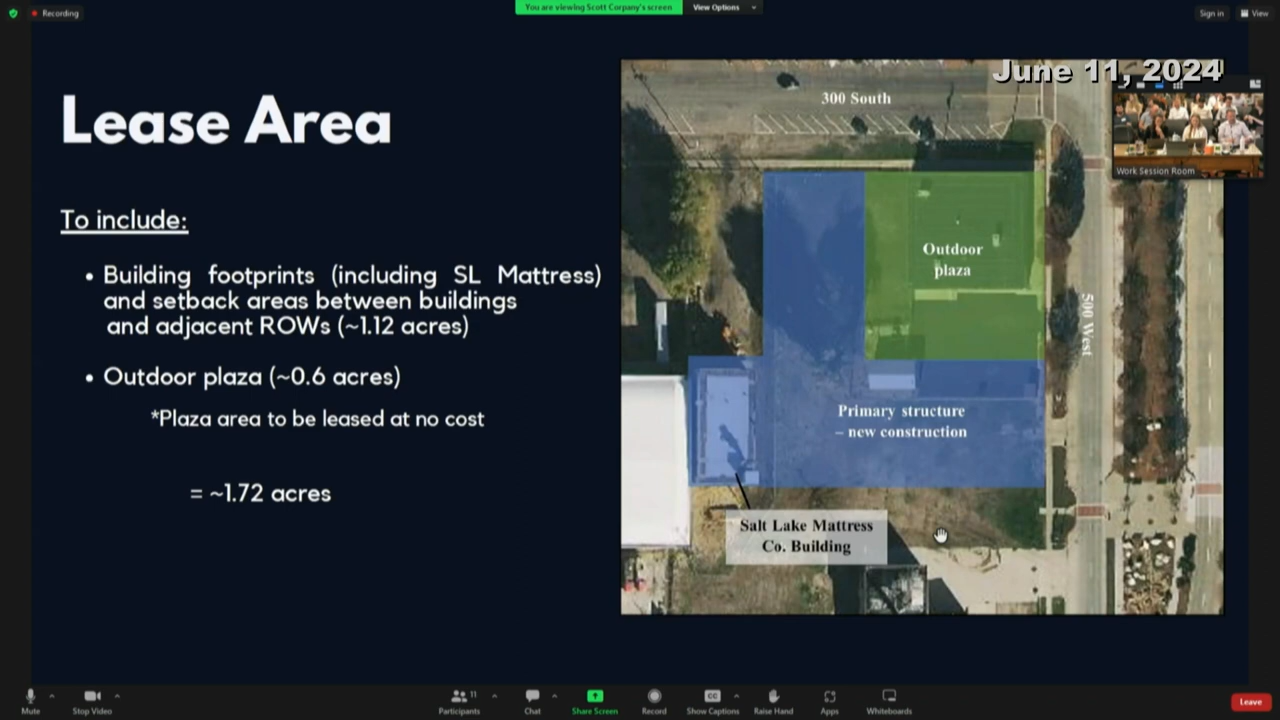 Recording
You are viewing Scott Corpany's screen
View Options
Sign in
View
June 11, 2024
Lease Area
To include:
• Building footprints (including SL Mattress)
and setback areas between buildings
and adjacent ROWs (~1.12 acres)
• Outdoor plaza (~0.6 acres)
*Plaza area to be leased at no cost
= ~1.72 acres
300 South
Outdoor
plaza
500 West
Primary structure
– new construction
Salt Lake Mattress
Co. Building
Work Session Room
Mute
Stop Video
Participants
11
Chat
Share Screen
Record
CC
Show Captions
Raise Hand
Apps
Whiteboards
Leave